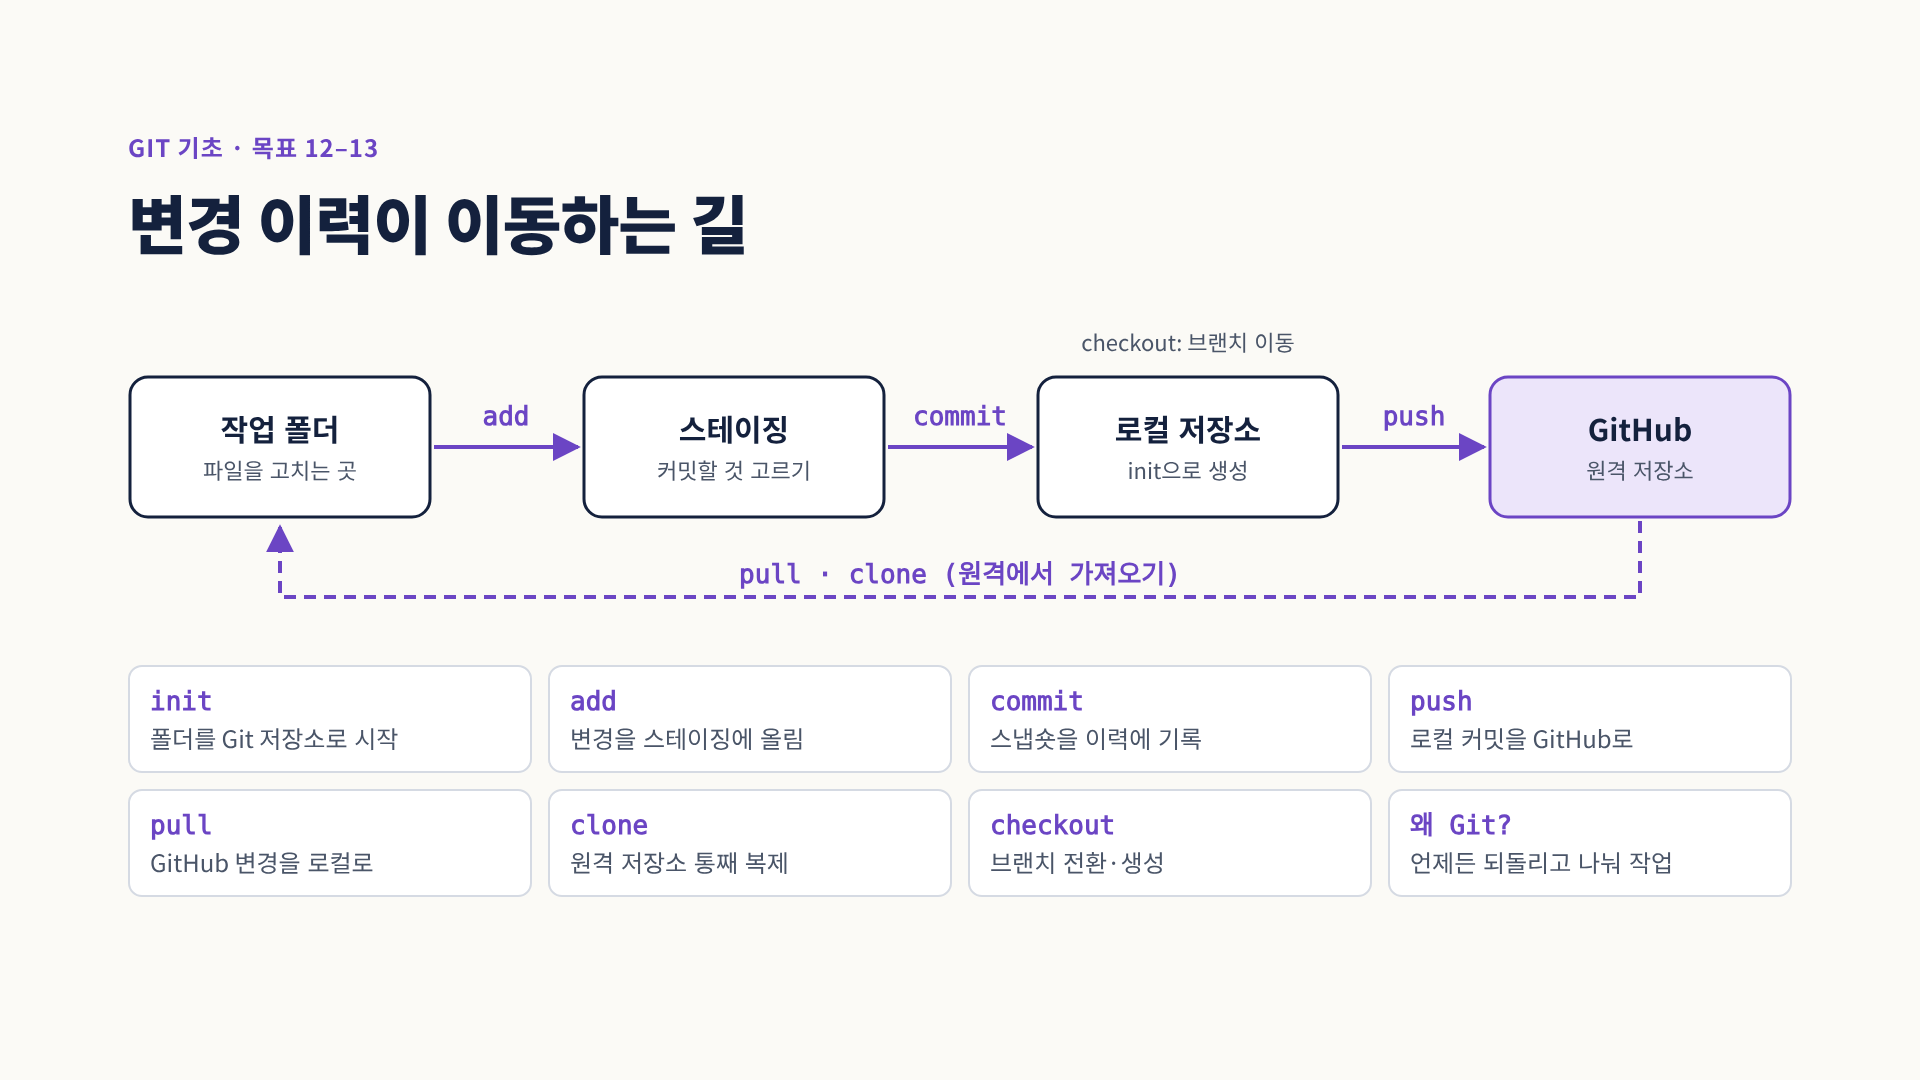 GIT 기초 · 목표 12–13
변경 이력이 이동하는 길
checkout: 브랜치 이동
작업 폴더
파일을 고치는 곳
add
스테이징
커밋할 것 고르기
commit
로컬 저장소
init으로 생성
push
GitHub
원격 저장소
pull · clone (원격에서 가져오기)
init
폴더를 Git 저장소로 시작
add
변경을 스테이징에 올림
commit
스냅숏을 이력에 기록
push
로컬 커밋을 GitHub로
pull
GitHub 변경을 로컬로
clone
원격 저장소 통째 복제
checkout
브랜치 전환·생성
왜 Git?
언제든 되돌리고 나눠 작업